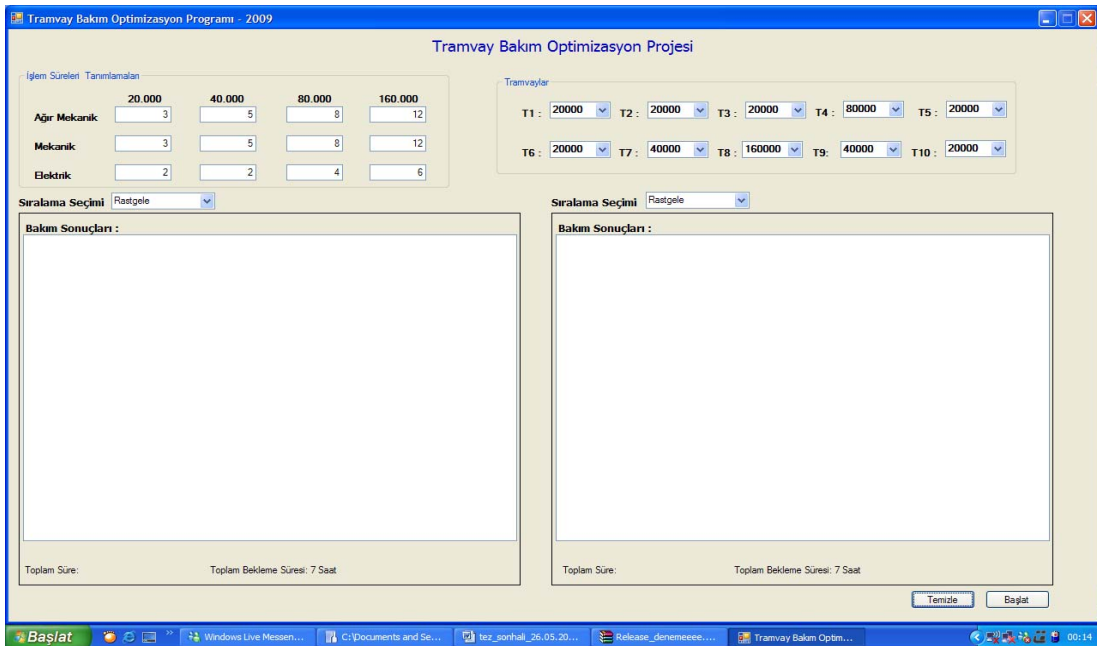 Tramvay Bakım Optimizasyon Programı - 2009
Tramvay Bakım Optimizasyon Projesi
İşlem Süreleri Tanımlamaları
20.000 40.000 80.000 160.000
Ağır Mekanik 3 5 8 12
Mekanik 3 5 8 12
Elektrik 2 2 4 6
Tramvaylar
T1 : 20000 T2 : 20000 T3 : 20000 T4 : 80000 T5 : 20000
T6 : 20000 T7 : 40000 T8 : 160000 T9: 40000 T10 : 20000
Sıralama Seçimi Rastgele
Bakım Sonuçları :
Toplam Süre: Toplam Bekleme Süresi: 7 Saat
Sıralama Seçimi Rastgele
Bakım Sonuçları :
Toplam Süre: Toplam Bekleme Süresi: 7 Saat
Temizle Başlat
Başlat Windows Live Messen... C:\Documents and Se... tez_sonhali_26.05.20... Release_denemeeee.... Tramvay Bakım Optim... 00:14